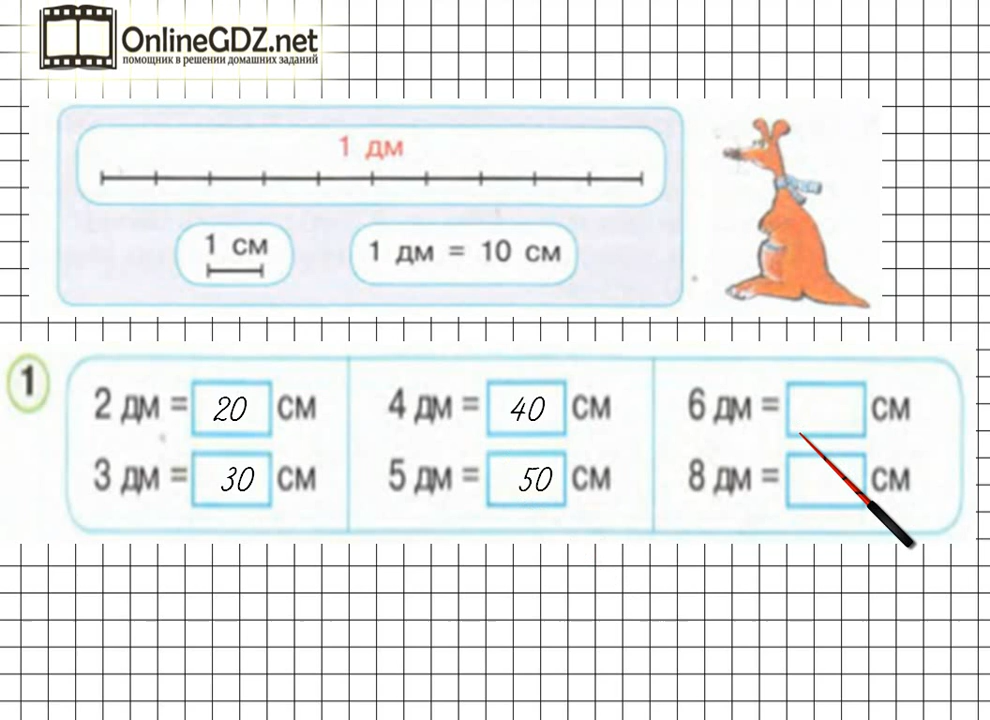 OnlineGDZ.net
помощник в решении домашних заданий
1 дм
1 см
1 дм = 10 см
1
2 дм = 20 см
4 дм = 40 см
6 дм = см
3 дм = 30 см
5 дм = 50 см
8 дм = см